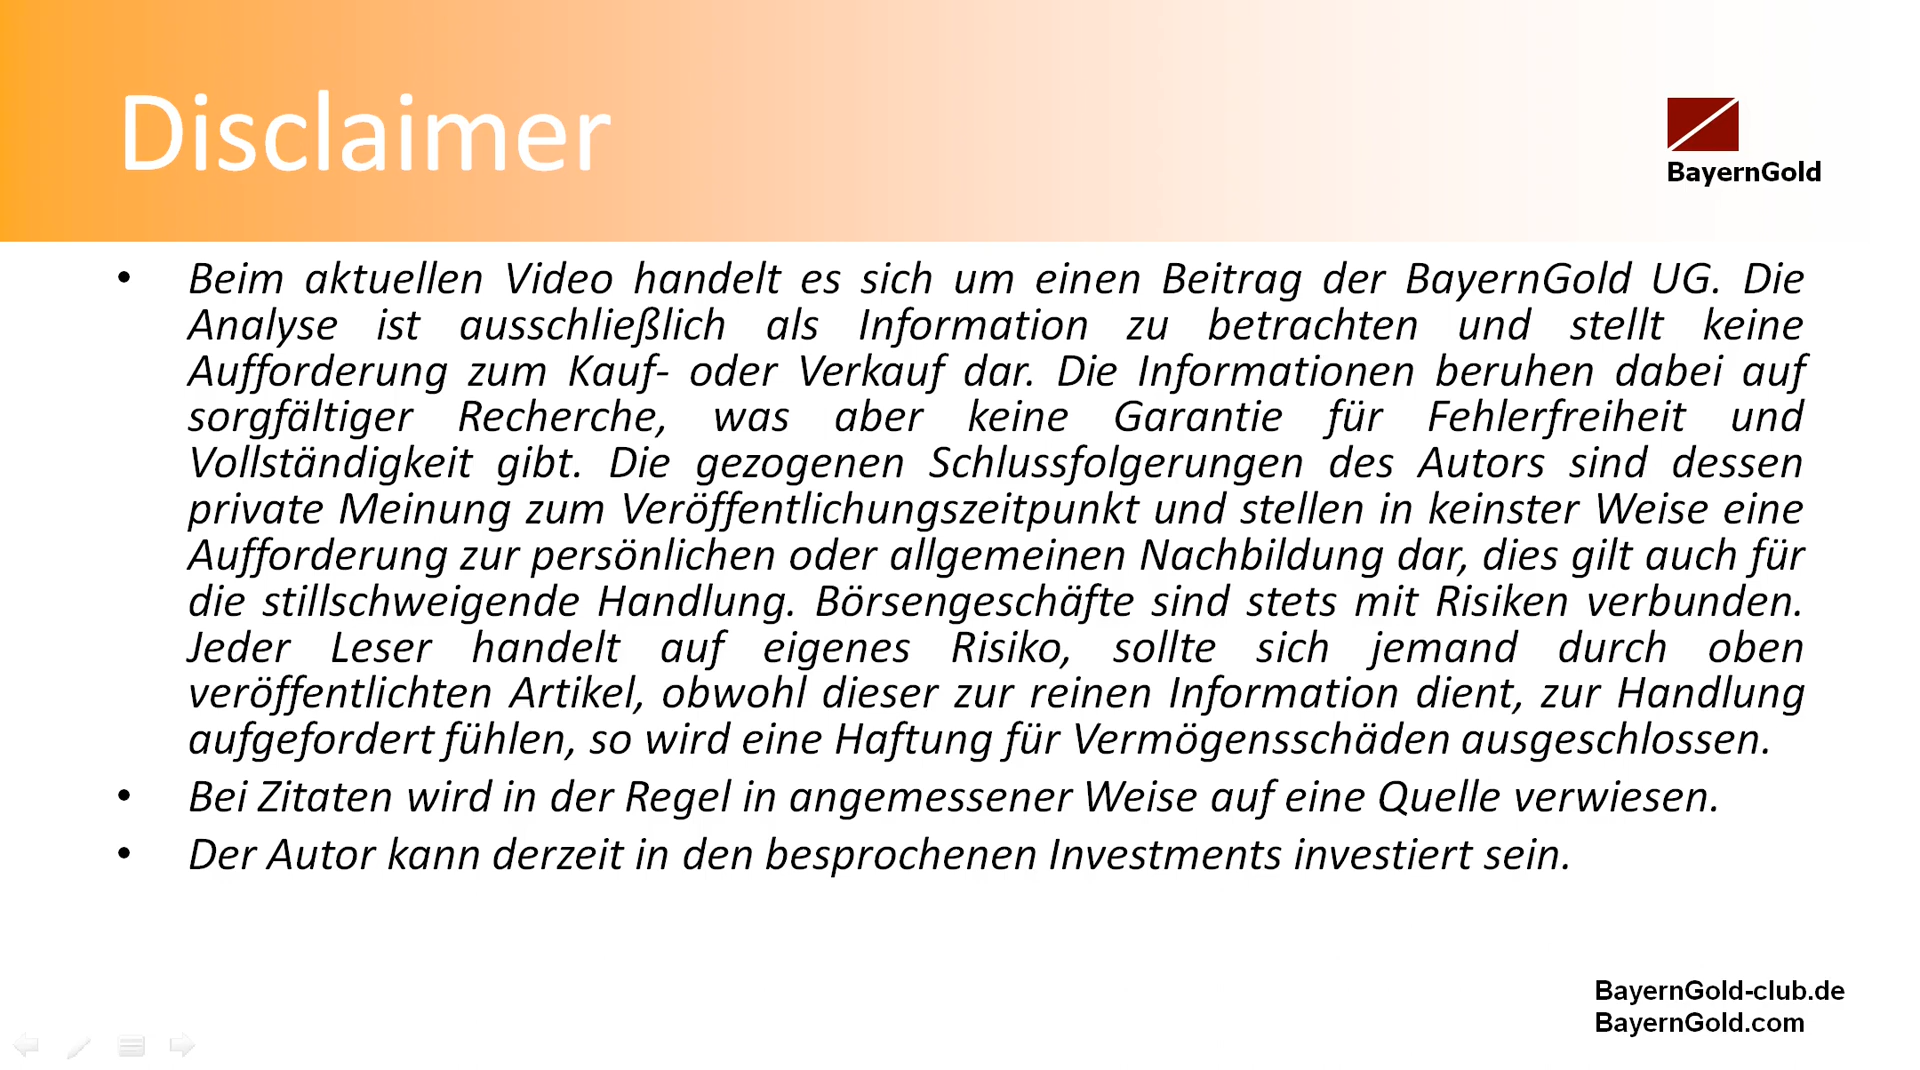 Disclaimer
BayernGold
• Beim aktuellen Video handelt es sich um einen Beitrag der BayernGold UG. Die
Analyse ist ausschließlich als Information zu betrachten und stellt keine
Aufforderung zum Kauf- oder Verkauf dar. Die Informationen beruhen dabei auf
sorgfältiger Recherche, was aber keine Garantie für Fehlerfreiheit und
Vollständigkeit gibt. Die gezogenen Schlussfolgerungen des Autors sind dessen
private Meinung zum Veröffentlichungszeitpunkt und stellen in keinster Weise eine
Aufforderung zur persönlichen oder allgemeinen Nachbildung dar, dies gilt auch für
die stillschweigende Handlung. Börsengeschäfte sind stets mit Risiken verbunden.
Jeder Leser handelt auf eigenes Risiko, sollte sich jemand durch oben
veröffentlichten Artikel, obwohl dieser zur reinen Information dient, zur Handlung
aufgefordert fühlen, so wird eine Haftung für Vermögensschäden ausgeschlossen.
• Bei Zitaten wird in der Regel in angemessener Weise auf eine Quelle verwiesen.
• Der Autor kann derzeit in den besprochenen Investments investiert sein.
BayernGold-club.de
BayernGold.com